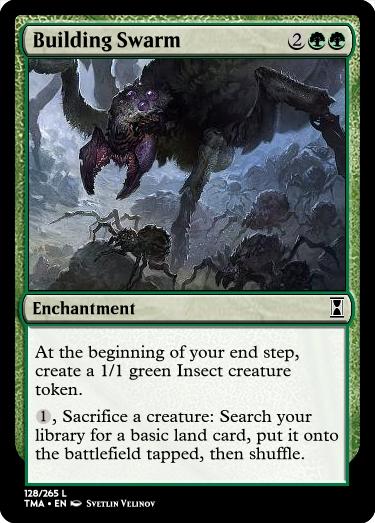 Building Swarm 2
Enchantment
At the beginning of your end step,
create a 1/1 green Insect creature
token.
1, Sacrifice a creature: Search your
library for a basic land card, put it onto
the battlefield tapped, then shuffle.
128/265 L
TMA • EN Svetlin Velinov